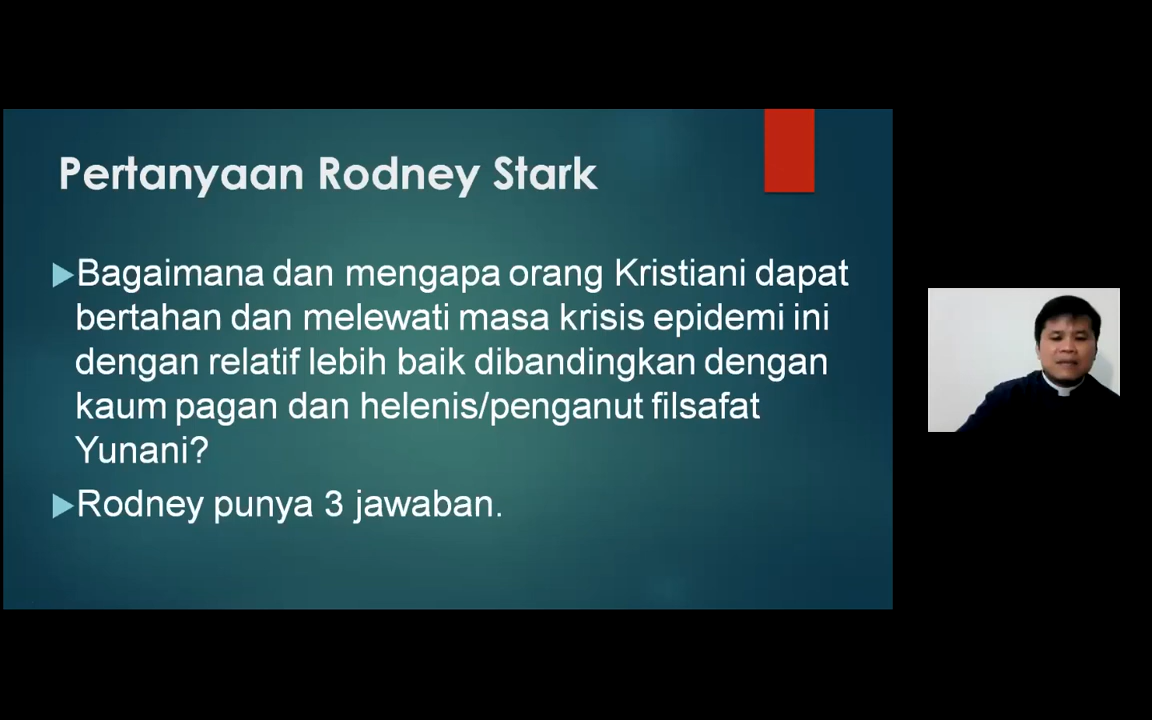 Pertanyaan Rodney Stark
Bagaimana dan mengapa orang Kristiani dapat
bertahan dan melewati masa krisis epidemi ini
dengan relatif lebih baik dibandingkan dengan
kaum pagan dan helenis/penganut filsafat
Yunani?
Rodney punya 3 jawaban.